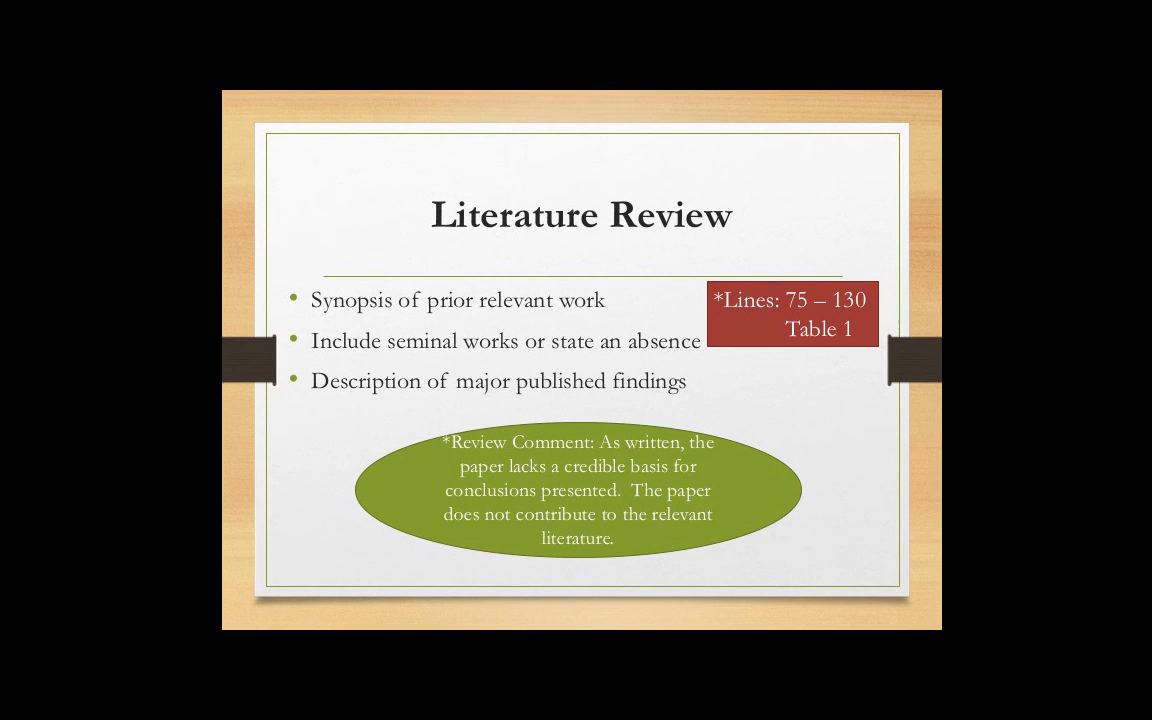 Literature Review
• Synopsis of prior relevant work
• Include seminal works or state an absence
• Description of major published findings
*Lines: 75 – 130
Table 1
*Review Comment: As written, the
paper lacks a credible basis for
conclusions presented.  The paper
does not contribute to the relevant
literature.